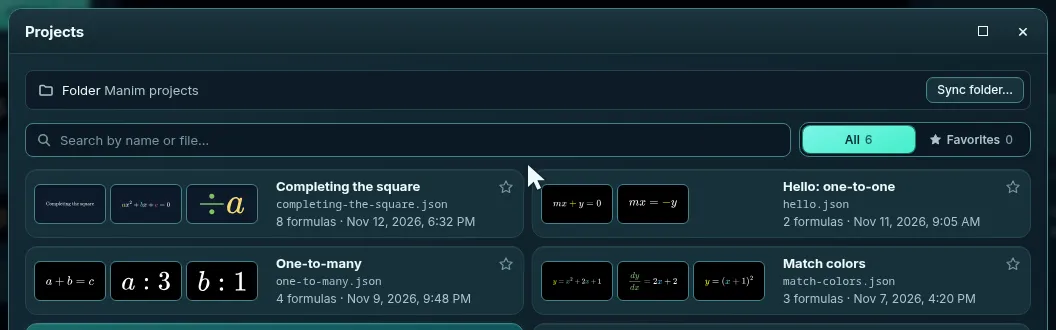 Projects
Folder Manim projects
Sync folder...
Search by name or file...
All 6
Favorites 0
Completing the square
ax² + bx + c = 0
÷a
Completing the square
completing-the-square.json
8 formulas · Nov 12, 2026, 6:32 PM
mx + y = 0
mx = −y
Hello: one-to-one
hello.json
2 formulas · Nov 11, 2026, 9:05 AM
a + b = c
a : 3
b : 1
One-to-many
one-to-many.json
4 formulas · Nov 9, 2026, 9:48 PM
y = x² + 2x + 1
dy/dx = 2x + 2
y = (x + 1)²
Match colors
match-colors.json
3 formulas · Nov 7, 2026, 4:20 PM